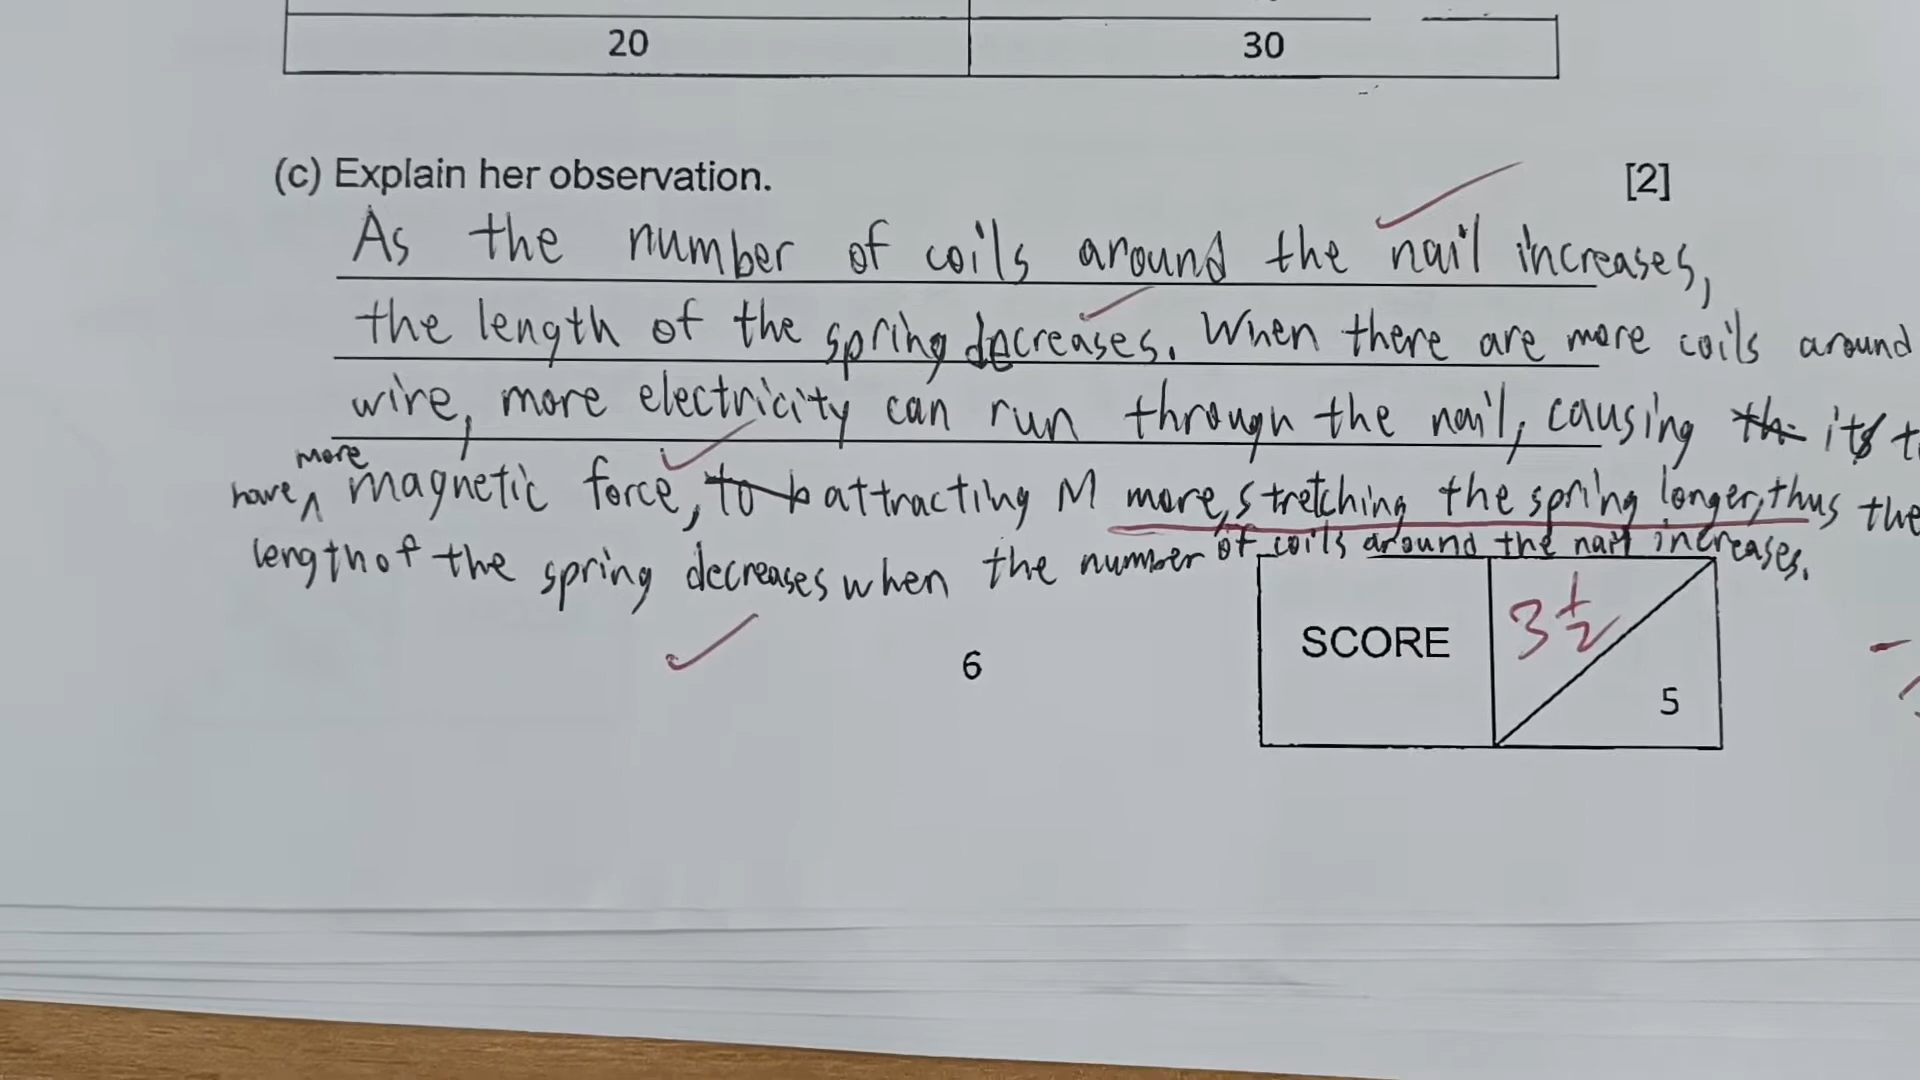 20 30
(c) Explain her observation. [2]
As the number of coils around the nail increases,
the length of the spring decreases. When there are more coils around
wire, more electricity can run through the nail, causing its
have more magnetic force, attracting M more, stretching the spring longer, thus the
length of the spring decreases when the number of coils around the nail increases.
SCORE 3 1/2 5
6